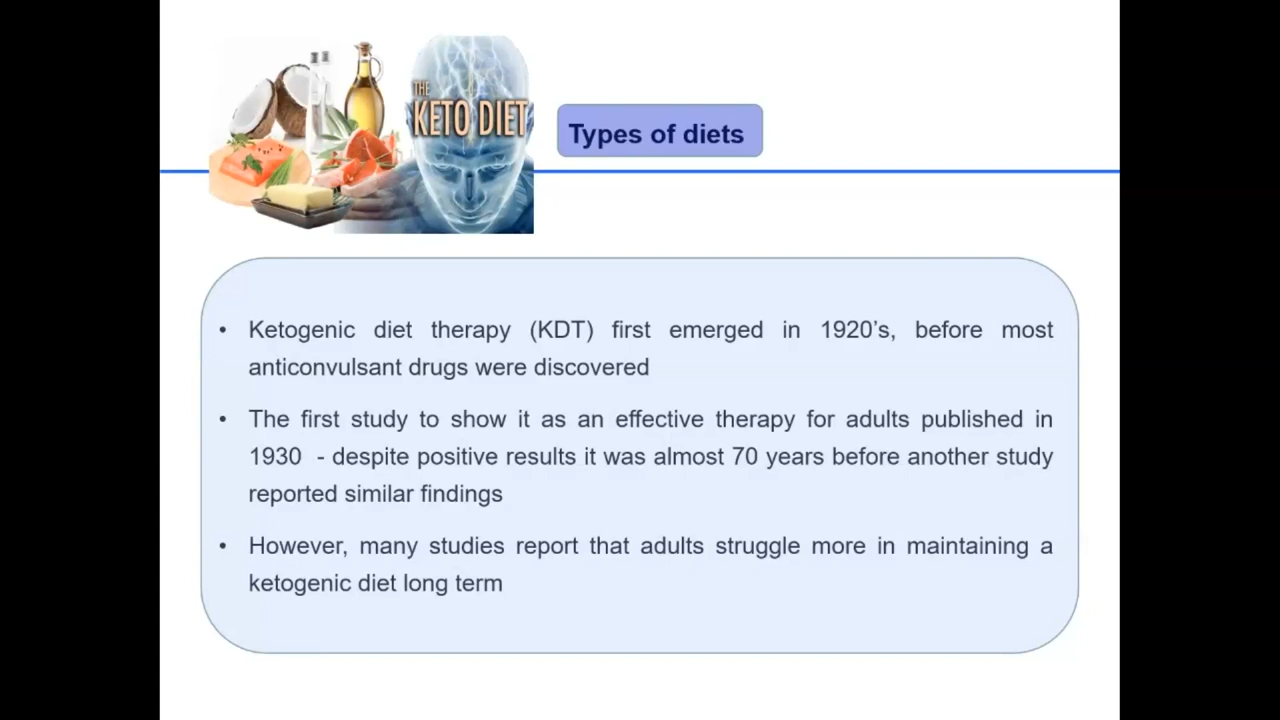 THE
KETO DIET
Types of diets
• Ketogenic diet therapy (KDT) first emerged in 1920’s, before most
anticonvulsant drugs were discovered
• The first study to show it as an effective therapy for adults published in
1930  - despite positive results it was almost 70 years before another study
reported similar findings
• However, many studies report that adults struggle more in maintaining a
ketogenic diet long term